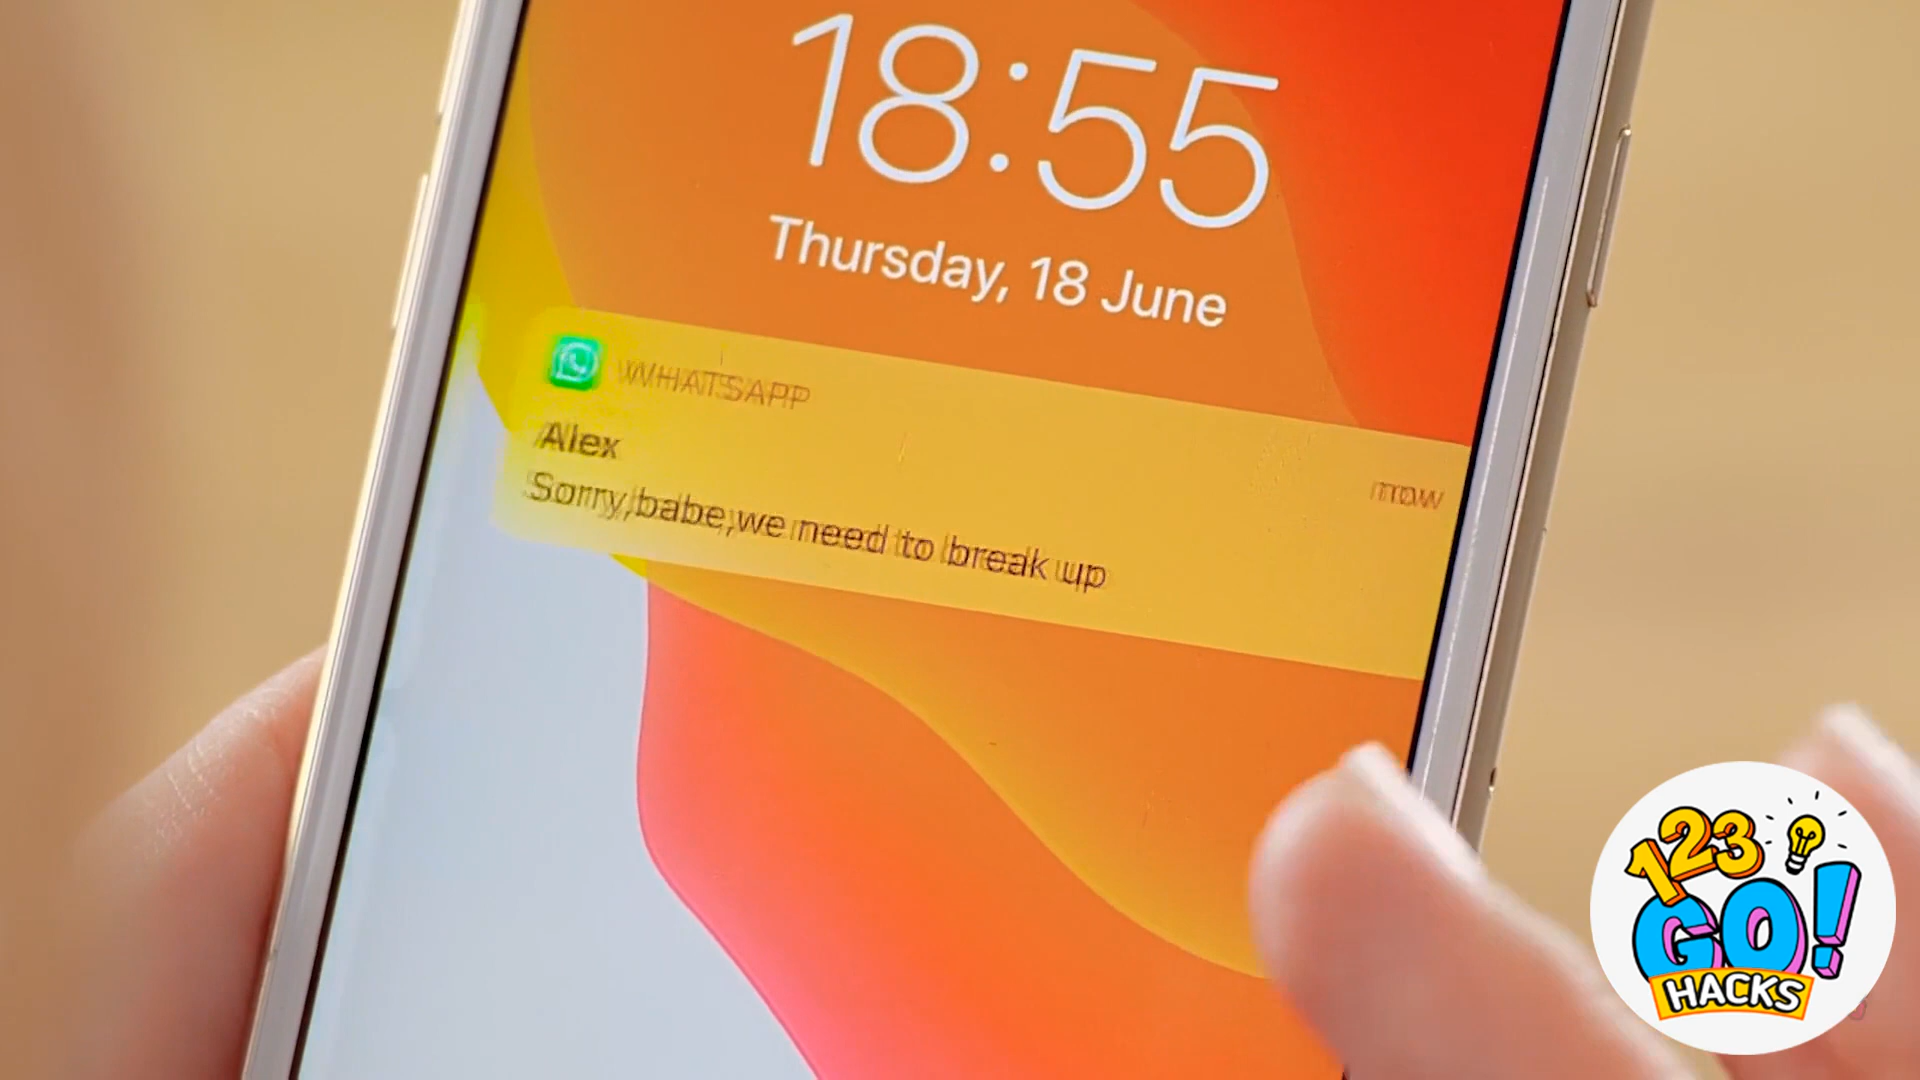 18:55
Thursday, 18 June
WHATSAPP
Alex
now
Sorry,babe,we need to break up
123
GO!
HACKS